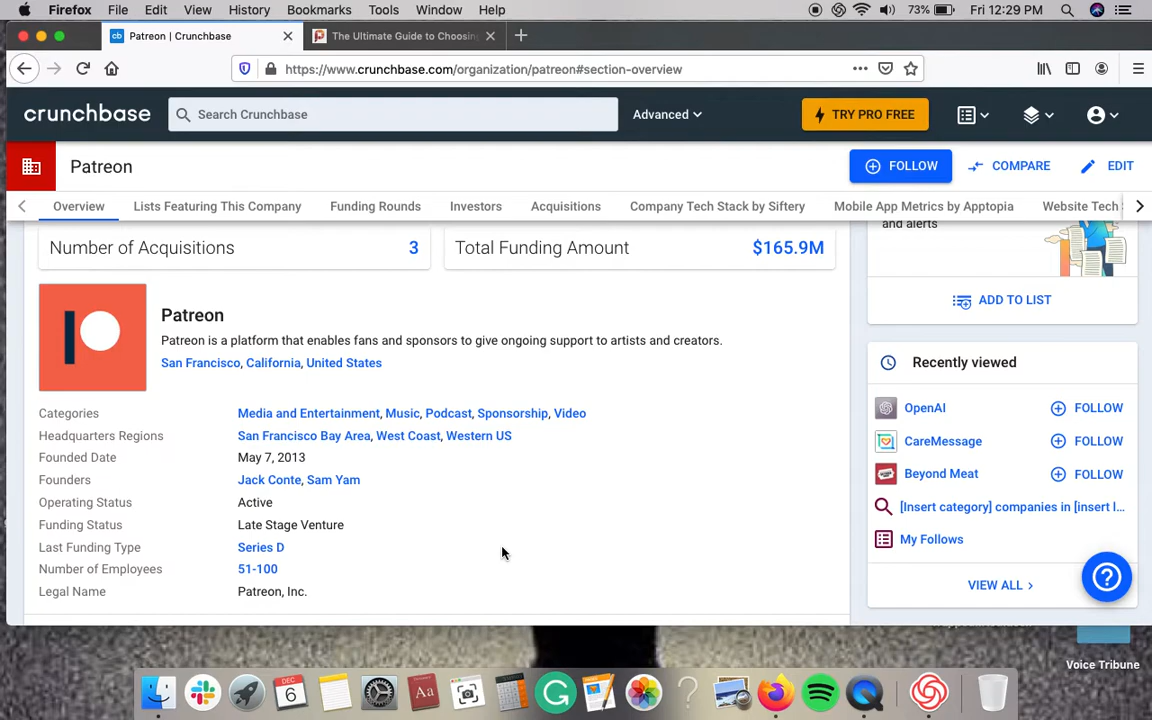 Firefox File Edit View History Bookmarks Tools Window Help 73% Fri 12:29 PM
cb Patreon | Crunchbase The Ultimate Guide to Choosing
https://www.crunchbase.com/organization/patreon#section-overview
crunchbase Search Crunchbase Advanced TRY PRO FREE
Patreon FOLLOW COMPARE EDIT
Overview Lists Featuring This Company Funding Rounds Investors Acquisitions Company Tech Stack by Siftery Mobile App Metrics by Apptopia Website Tech
and alerts
Number of Acquisitions 3 Total Funding Amount $165.9M
ADD TO LIST
Patreon
Patreon is a platform that enables fans and sponsors to give ongoing support to artists and creators.
San Francisco, California, United States
Recently viewed
Categories Media and Entertainment, Music, Podcast, Sponsorship, Video
OpenAI FOLLOW
Headquarters Regions San Francisco Bay Area, West Coast, Western US
CareMessage FOLLOW
Founded Date May 7, 2013
Founders Jack Conte, Sam Yam
Beyond Meat FOLLOW
Operating Status Active
[Insert category] companies in [insert l...
Funding Status Late Stage Venture
My Follows
Last Funding Type Series D
Number of Employees 51-100
VIEW ALL
Legal Name Patreon, Inc.
Voice Tribune
DEC
6
Aa